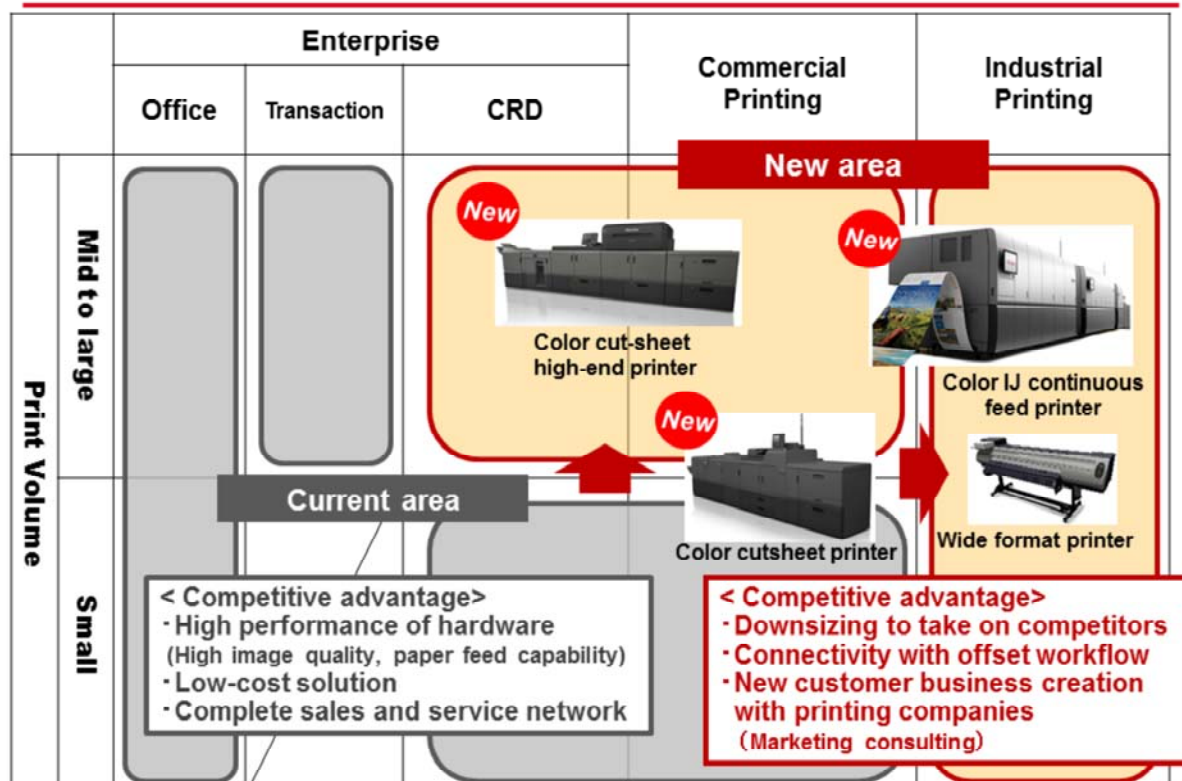 Enterprise
Commercial
Printing
Industrial
Printing
Office
Transaction
CRD
New area
Print Volume
Mid to large
Small
New
Color cut-sheet
high-end printer
New
Color IJ continuous
feed printer
New
Color cutsheet printer
Wide format printer
Current area
< Competitive advantage>
・High performance of hardware
(High image quality, paper feed capability)
・Low-cost solution
・Complete sales and service network
< Competitive advantage>
・Downsizing to take on competitors
・Connectivity with offset workflow
・New customer business creation
with printing companies
（Marketing consulting）